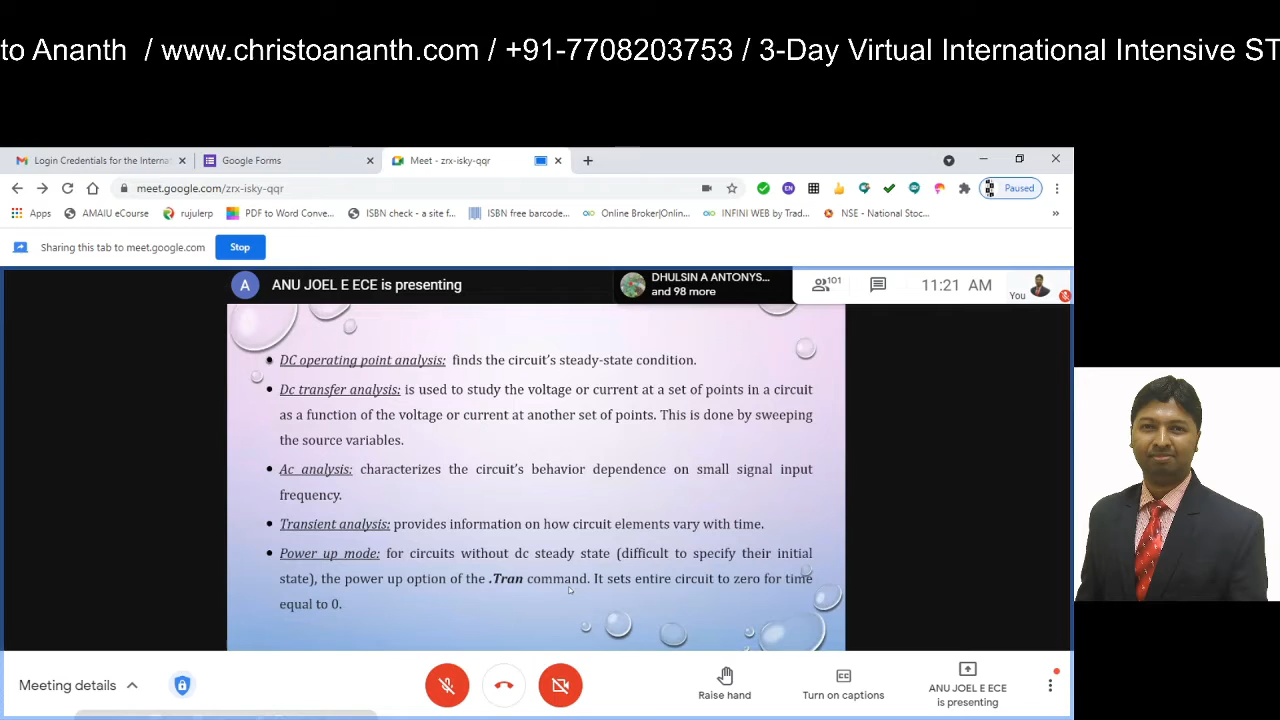 to Ananth / www.christoananth.com / +91-7708203753 / 3-Day Virtual International Intensive ST
Login Credentials for the Interna
Google Forms
Meet - zrx-isky-qqr
meet.google.com/zrx-isky-qqr
EN
Paused
Apps
AMAIU eCourse
rujulerp
PDF to Word Conve...
ISBN check - a site f...
ISBN free barcode...
Online Broker|Onlin...
INFINI WEB by Trad...
NSE - National Stoc...
Sharing this tab to meet.google.com
Stop
A
ANU JOEL E ECE is presenting
DHULSIN A ANTONYS...
and 98 more
101
11:21 AM
You
DC operating point analysis: finds the circuit's steady-state condition.
Dc transfer analysis: is used to study the voltage or current at a set of points in a circuit
as a function of the voltage or current at another set of points. This is done by sweeping
the source variables.
Ac analysis: characterizes the circuit's behavior dependence on small signal input
frequency.
Transient analysis: provides information on how circuit elements vary with time.
Power up mode: for circuits without dc steady state (difficult to specify their initial
state), the power up option of the .Tran command. It sets entire circuit to zero for time
equal to 0.
Meeting details
Raise hand
CC
Turn on captions
ANU JOEL E ECE
is presenting